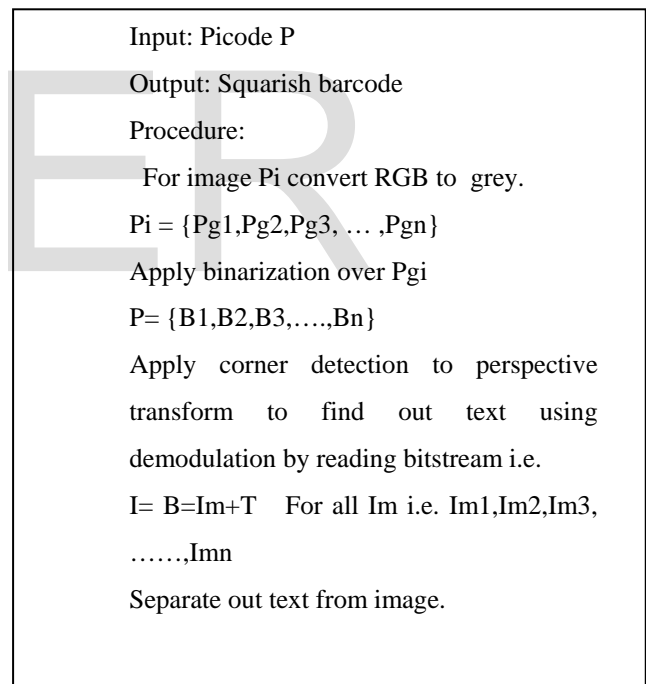 Input: Picode P
Output: Squarish barcode
Procedure:
For image Pi convert RGB to grey.
Pi = {Pg1,Pg2,Pg3, … ,Pgn}
Apply binarization over Pgi
P= {B1,B2,B3,….,Bn}
Apply corner detection to perspective
transform to find out text using
demodulation by reading bitstream i.e.
I= B=Im+T For all Im i.e. Im1,Im2,Im3,
……,Imn
Separate out text from image.
ER